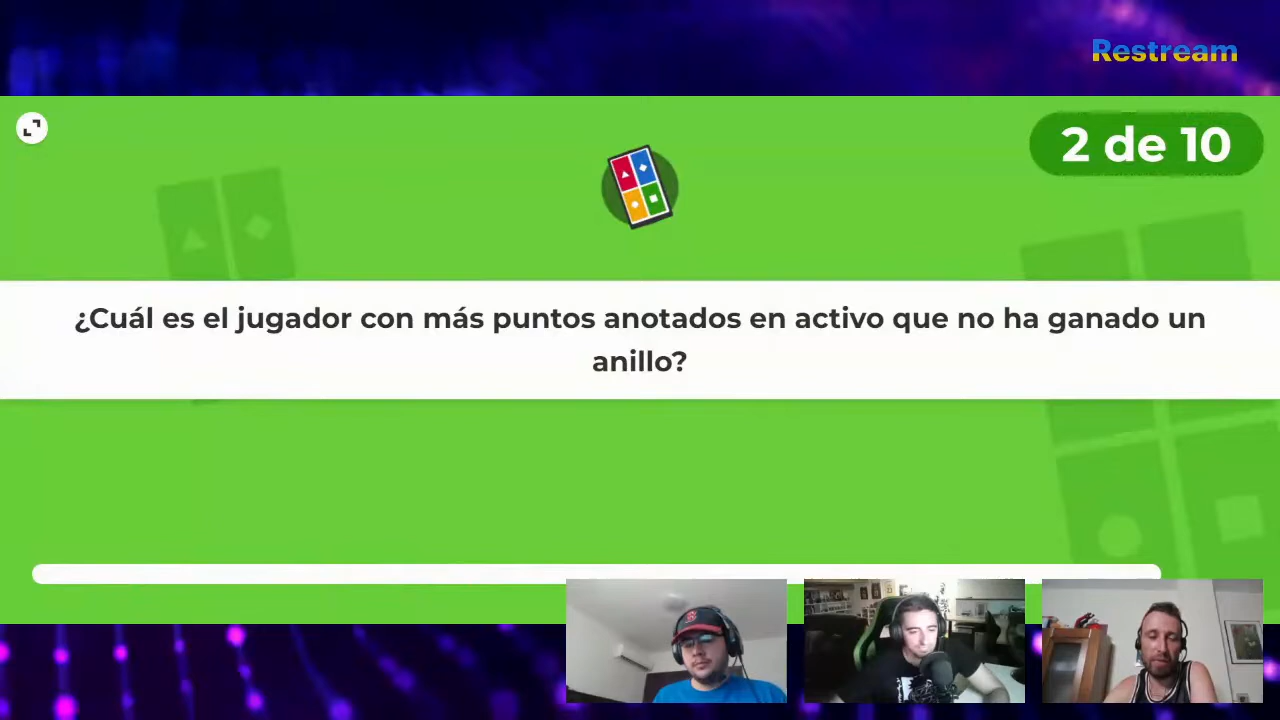 Restream
2 de 10
¿Cuál es el jugador con más puntos anotados en activo que no ha ganado un
anillo?